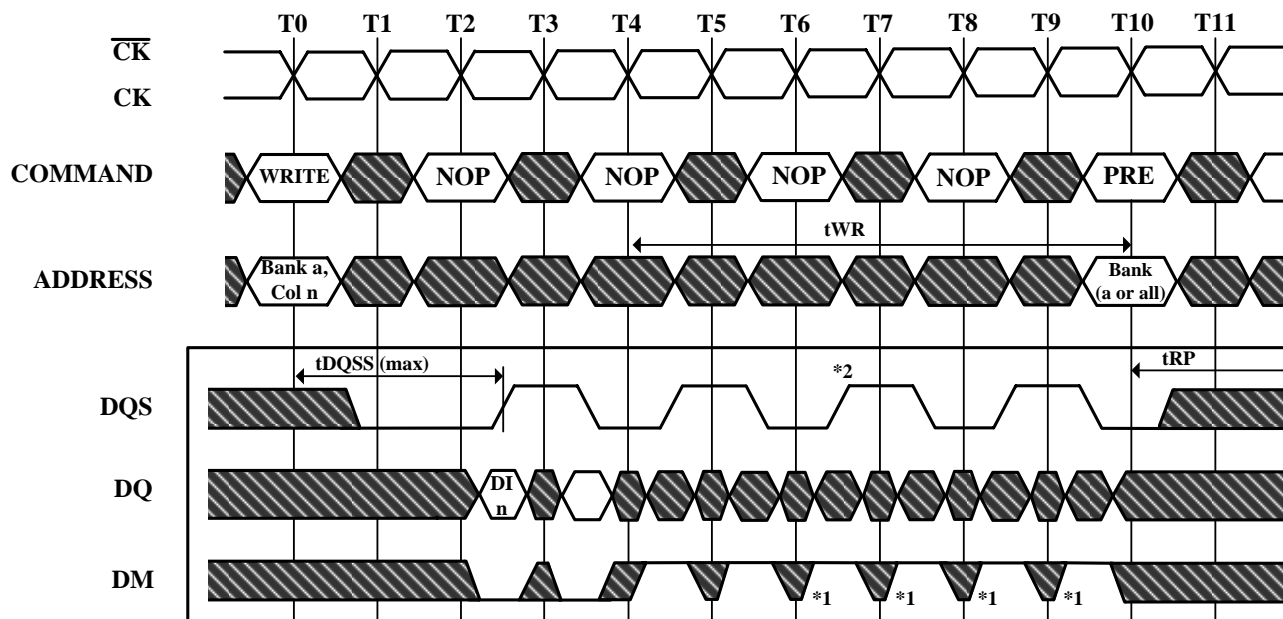 T0 T1 T2 T3 T4 T5 T6 T7 T8 T9 T10 T11
CK
CK
COMMAND WRITE NOP NOP NOP NOP PRE
tWR
ADDRESS Bank a, Col n Bank (a or all)
tDQSS (max) *2 tRP
DQS
DQ DI n
DM *1 *1 *1 *1